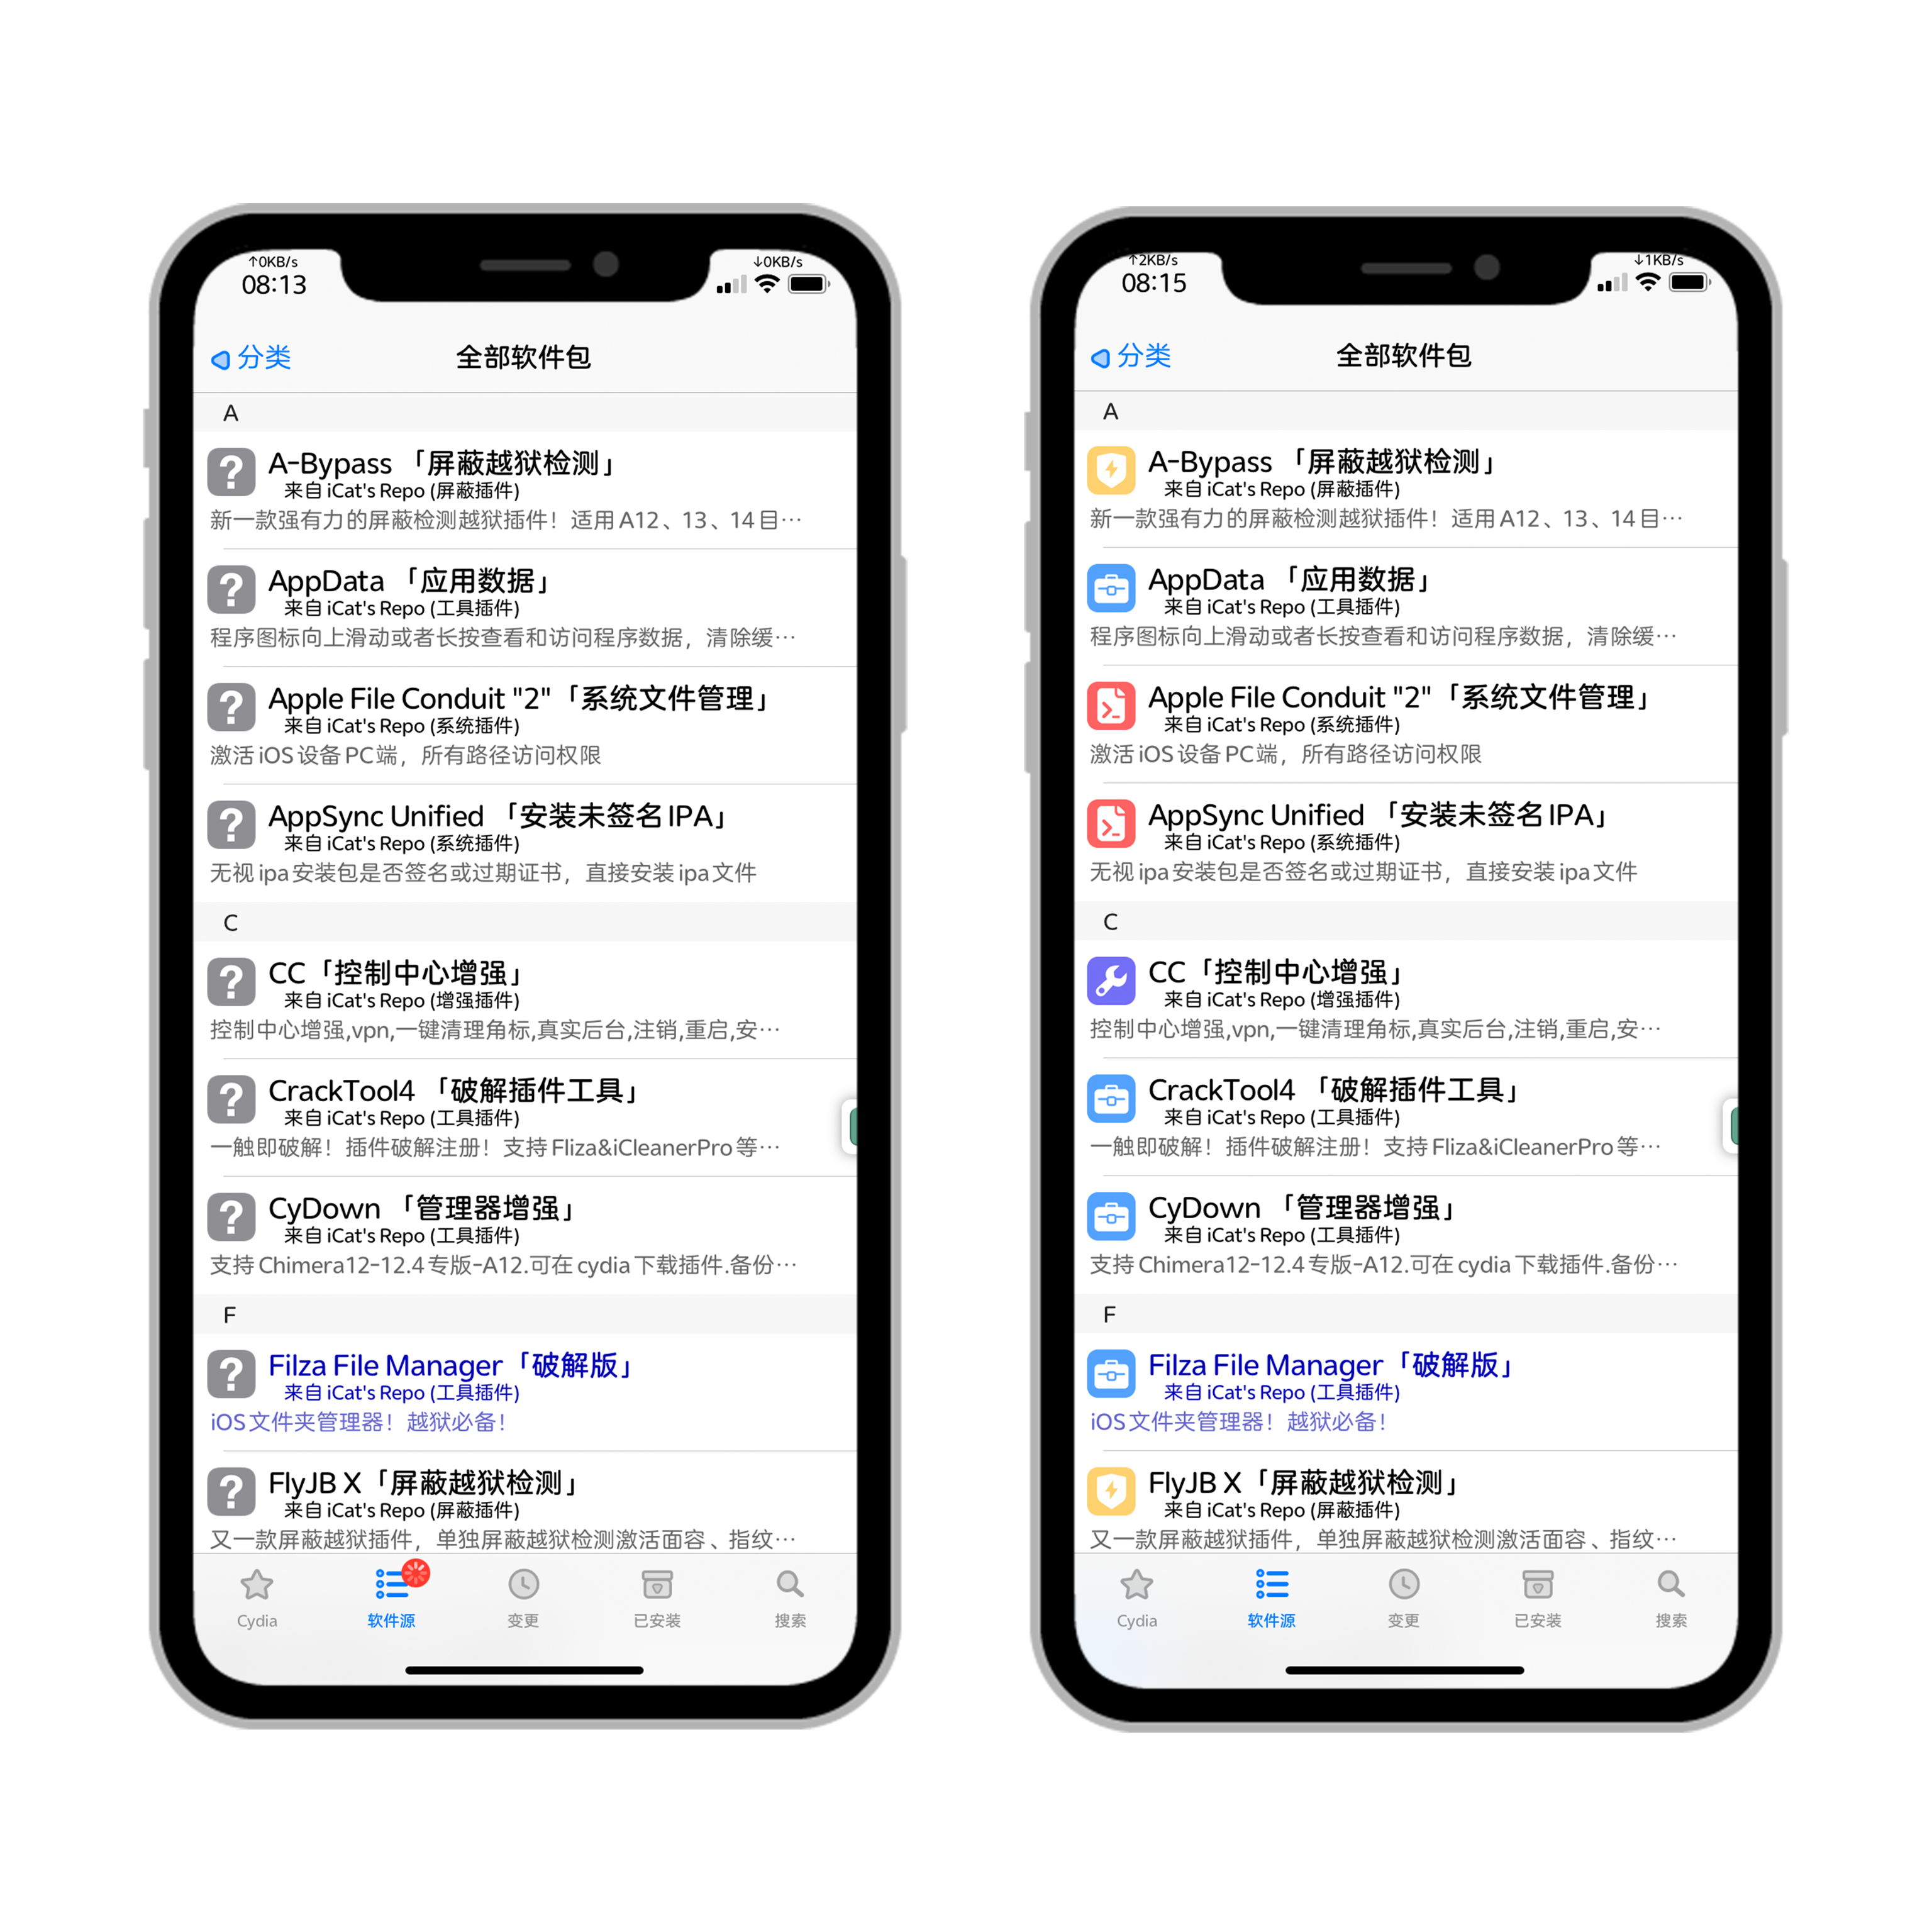 ↑0KB/s
↓0KB/s
08:13
分类
全部软件包
A
A-Bypass 「屏蔽越狱检测」
来自 iCat's Repo (屏蔽插件)
新一款强有力的屏蔽检测越狱插件！适用 A12、13、14 目…
AppData 「应用数据」
来自 iCat's Repo (工具插件)
程序图标向上滑动或者长按查看和访问程序数据，清除缓…
Apple File Conduit "2"「系统文件管理」
来自 iCat's Repo (系统插件)
激活 iOS 设备 PC 端，所有路径访问权限
AppSync Unified 「安装未签名 IPA」
来自 iCat's Repo (系统插件)
无视 ipa 安装包是否签名或过期证书，直接安装 ipa 文件
C
CC「控制中心增强」
来自 iCat's Repo (增强插件)
控制中心增强,vpn,一键清理角标,真实后台,注销,重启,安…
CrackTool4 「破解插件工具」
来自 iCat's Repo (工具插件)
一触即破解！插件破解注册！支持 Fliza&iCleanerPro 等…
CyDown 「管理器增强」
来自 iCat's Repo (工具插件)
支持 Chimera12-12.4 专版-A12.可在 cydia 下载插件.备份…
F
Filza File Manager「破解版」
来自 iCat's Repo (工具插件)
iOS 文件夹管理器！越狱必备！
FlyJB X「屏蔽越狱检测」
来自 iCat's Repo (屏蔽插件)
又一款屏蔽越狱插件，单独屏蔽越狱检测激活面容、指纹…
Cydia
软件源
变更
已安装
搜索
↑2KB/s
↓1KB/s
08:15
分类
全部软件包
A
A-Bypass 「屏蔽越狱检测」
来自 iCat's Repo (屏蔽插件)
新一款强有力的屏蔽检测越狱插件！适用 A12、13、14 目…
AppData 「应用数据」
来自 iCat's Repo (工具插件)
程序图标向上滑动或者长按查看和访问程序数据，清除缓…
Apple File Conduit "2"「系统文件管理」
来自 iCat's Repo (系统插件)
激活 iOS 设备 PC 端，所有路径访问权限
AppSync Unified 「安装未签名 IPA」
来自 iCat's Repo (系统插件)
无视 ipa 安装包是否签名或过期证书，直接安装 ipa 文件
C
CC「控制中心增强」
来自 iCat's Repo (增强插件)
控制中心增强,vpn,一键清理角标,真实后台,注销,重启,安…
CrackTool4 「破解插件工具」
来自 iCat's Repo (工具插件)
一触即破解！插件破解注册！支持 Fliza&iCleanerPro 等…
CyDown 「管理器增强」
来自 iCat's Repo (工具插件)
支持 Chimera12-12.4 专版-A12.可在 cydia 下载插件.备份…
F
Filza File Manager「破解版」
来自 iCat's Repo (工具插件)
iOS 文件夹管理器！越狱必备！
FlyJB X「屏蔽越狱检测」
来自 iCat's Repo (屏蔽插件)
又一款屏蔽越狱插件，单独屏蔽越狱检测激活面容、指纹…
Cydia
软件源
变更
已安装
搜索